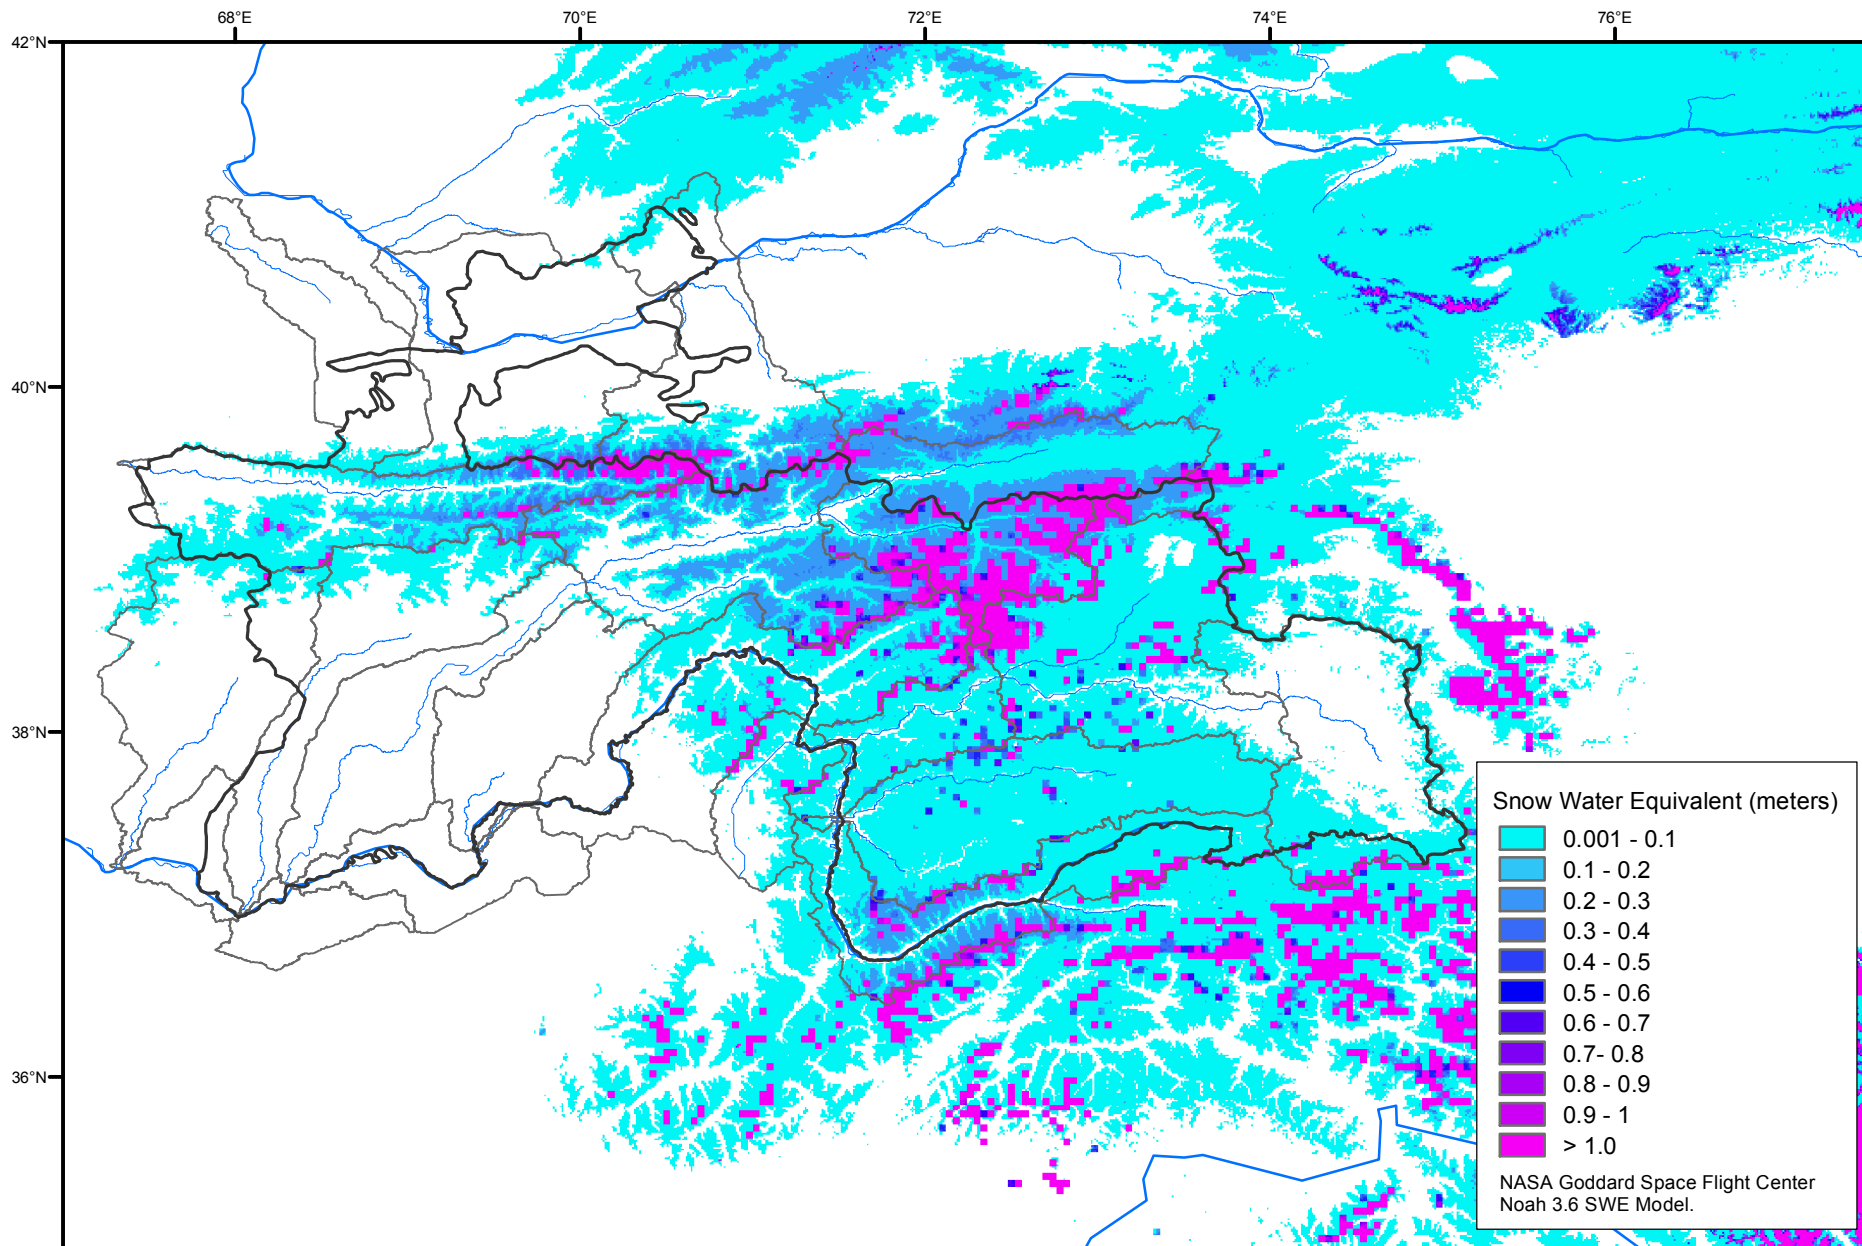 68°E 70°E 72°E 74°E 76°E
42°N
40°N
38°N
36°N
Snow Water Equivalent (meters)
0.001 - 0.1
0.1 - 0.2
0.2 - 0.3
0.3 - 0.4
0.4 - 0.5
0.5 - 0.6
0.6 - 0.7
0.7- 0.8
0.8 - 0.9
0.9 - 1
> 1.0
NASA Goddard Space Flight Center
Noah 3.6 SWE Model.